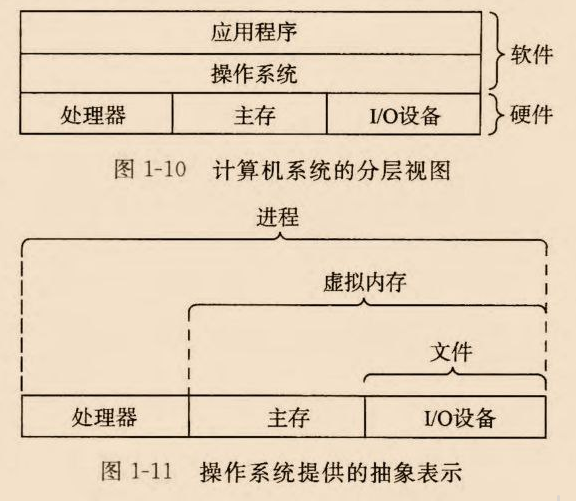 应用程序
软件
操作系统
处理器 主存 I/O设备
硬件
图 1-10 计算机系统的分层视图
进程
虚拟内存
文件
处理器 主存 I/O设备
图 1-11 操作系统提供的抽象表示